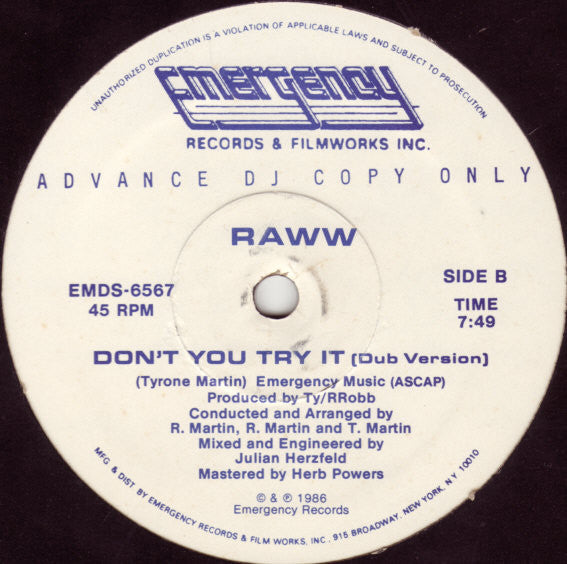 UNAUTHORIZED DUPLICATION IS A VIOLATION OF APPLICABLE LAWS AND SUBJECT TO PROSECUTION
emergency
RECORDS & FILMWORKS INC.
ADVANCE DJ COPY ONLY
RAWW
EMDS-6567
45 RPM
SIDE B
TIME
7:49
DON'T YOU TRY IT (Dub Version)
(Tyrone Martin) Emergency Music (ASCAP)
Produced by Ty/RRobb
Conducted and Arranged by
R. Martin, R. Martin and T. Martin
Mixed and Engineered by
Julian Herzfeld
Mastered by Herb Powers
© & ℗ 1986
Emergency Records
MFG & DIST. BY EMERGENCY RECORDS & FILM WORKS, INC., 915 BROADWAY, NEW YORK, N.Y. 10010